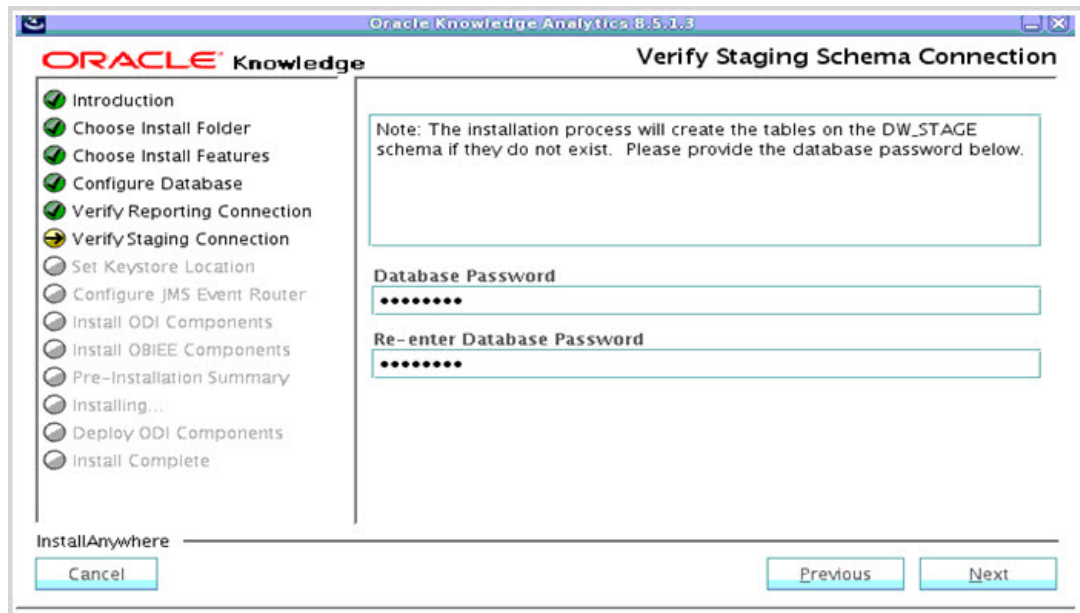 Oracle Knowledge Analytics 8.5.1.3
ORACLE Knowledge
Verify Staging Schema Connection
Introduction
Choose Install Folder
Choose Install Features
Configure Database
Verify Reporting Connection
Verify Staging Connection
Set Keystore Location
Configure JMS Event Router
Install ODI Components
Install OBIEE Components
Pre-Installation Summary
Installing...
Deploy ODI Components
Install Complete
Note: The installation process will create the tables on the DW_STAGE
schema if they do not exist. Please provide the database password below.
Database Password
••••••••
Re-enter Database Password
••••••••
InstallAnywhere
Cancel
Previous
Next